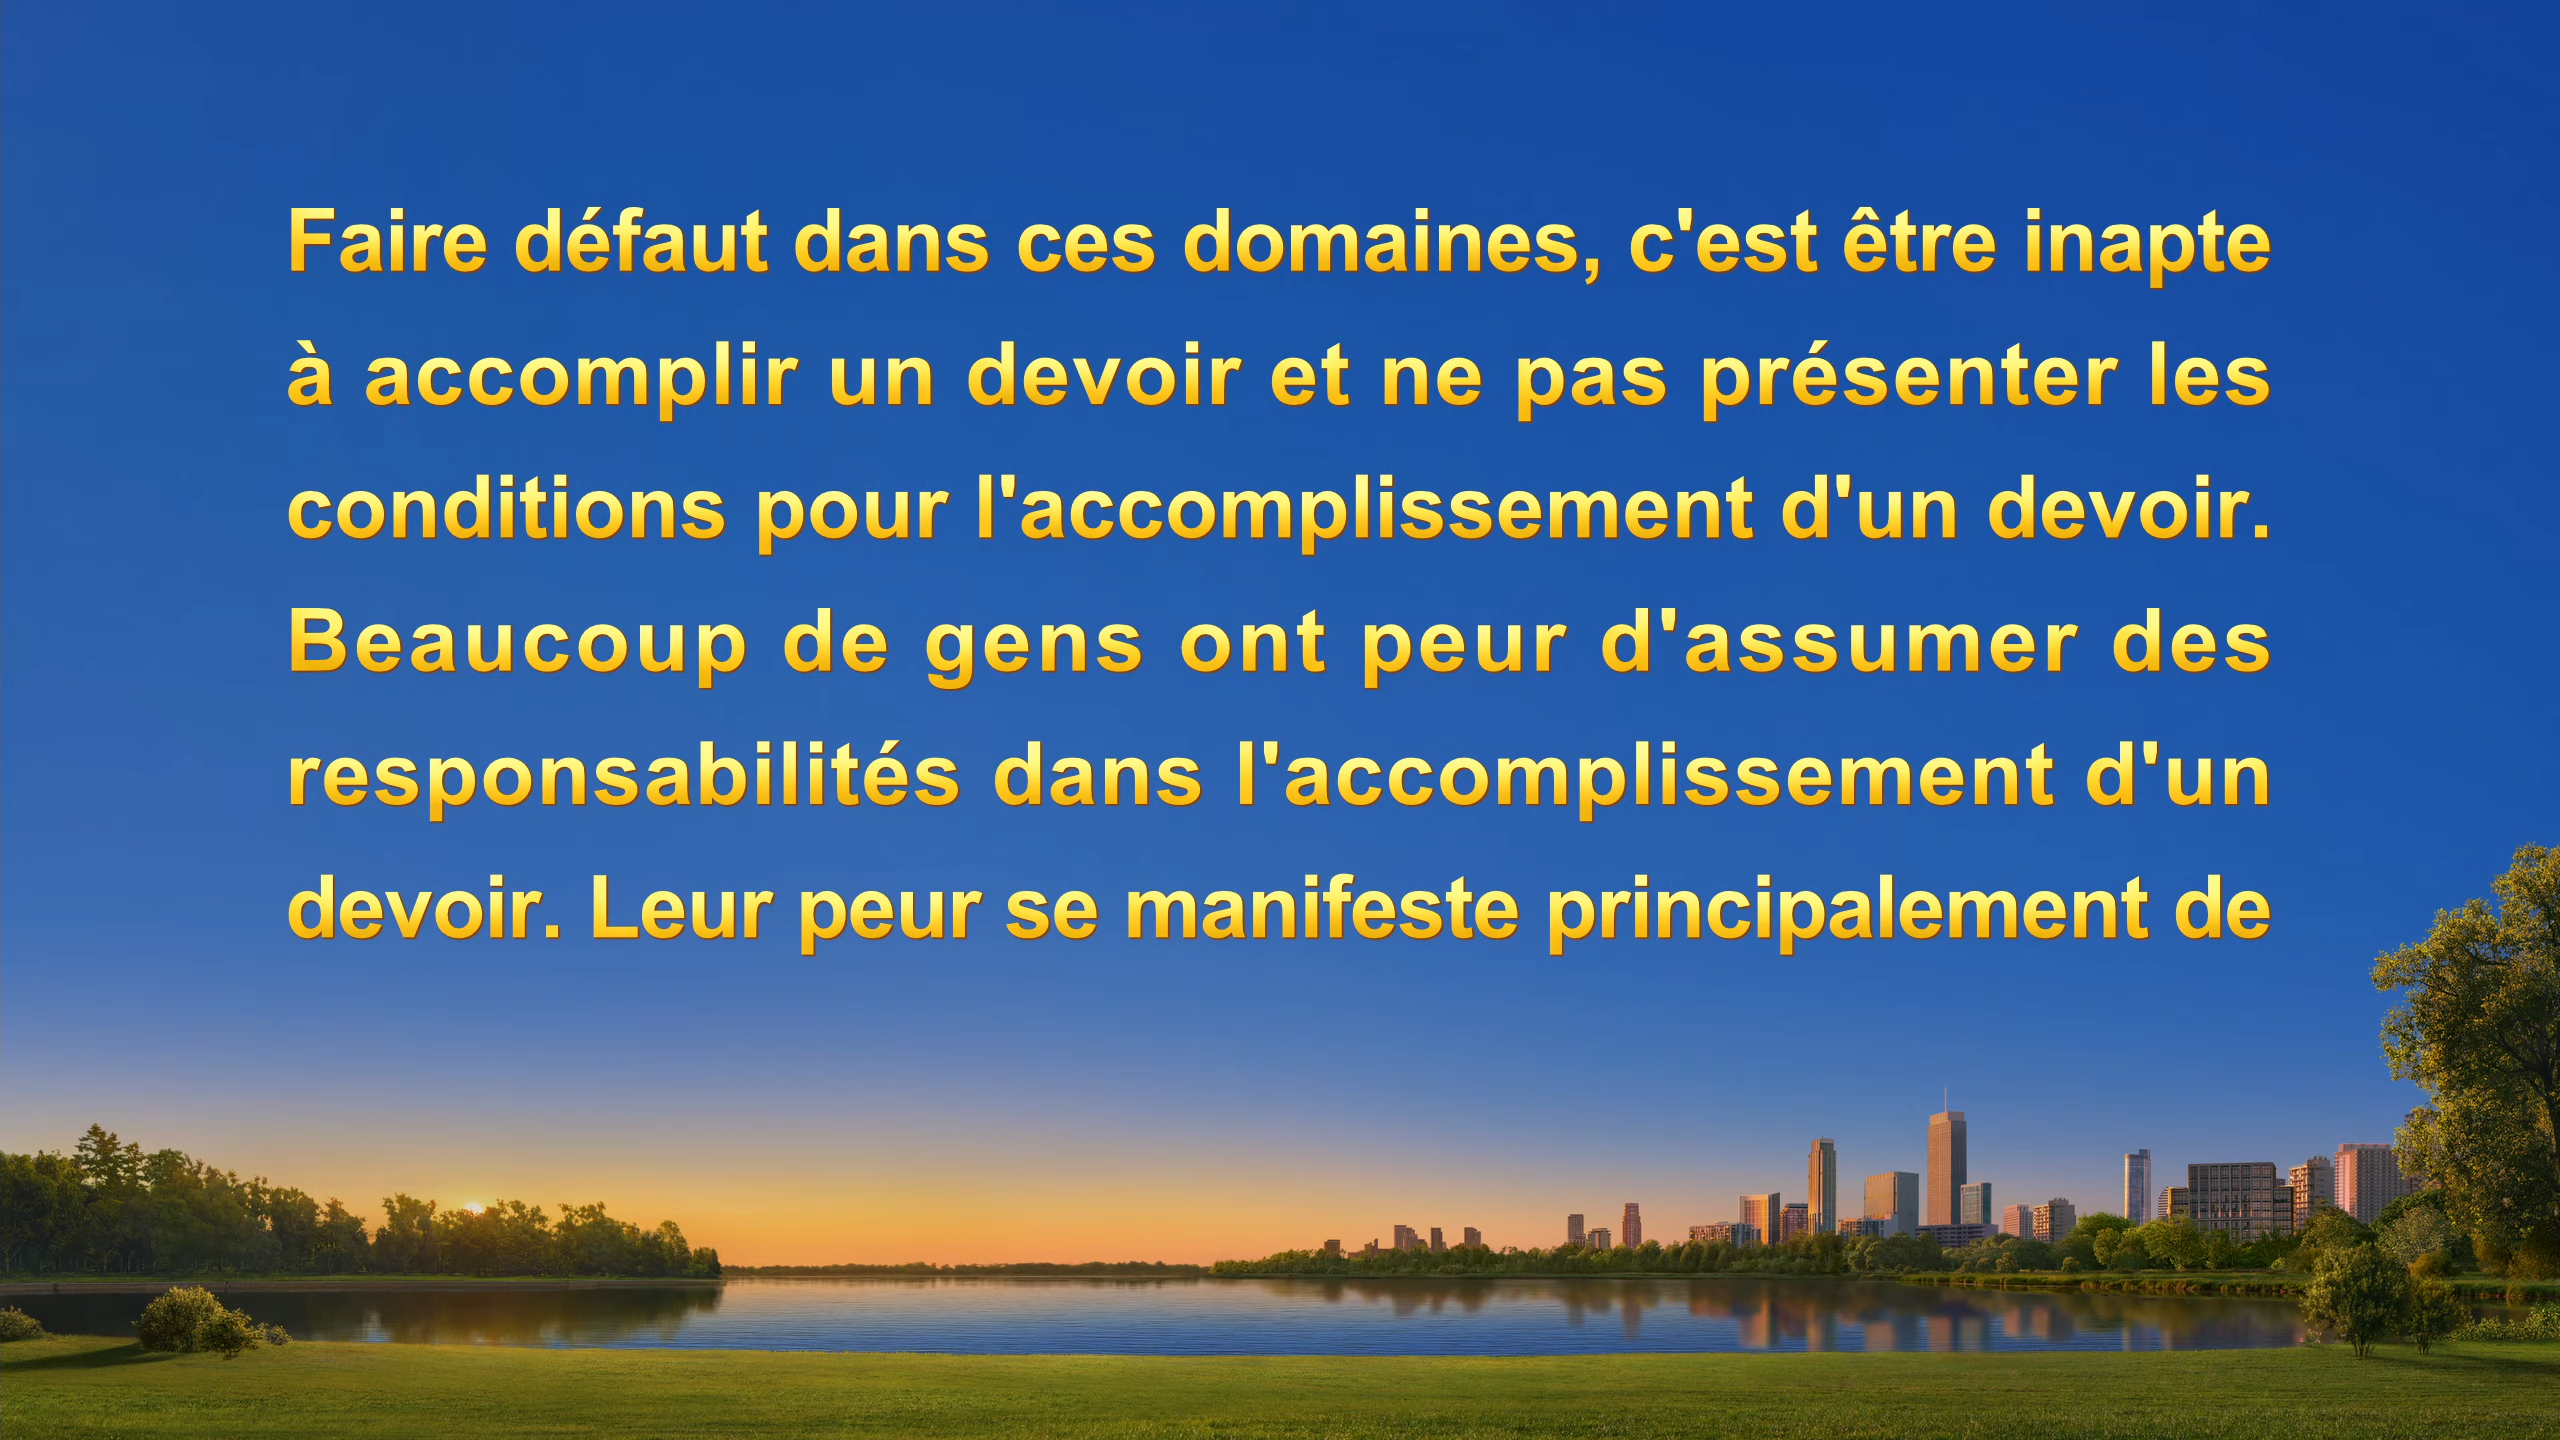 Faire défaut dans ces domaines, c'est être inapte
à accomplir un devoir et ne pas présenter les
conditions pour l'accomplissement d'un devoir.
Beaucoup de gens ont peur d'assumer des
responsabilités dans l'accomplissement d'un
devoir. Leur peur se manifeste principalement de